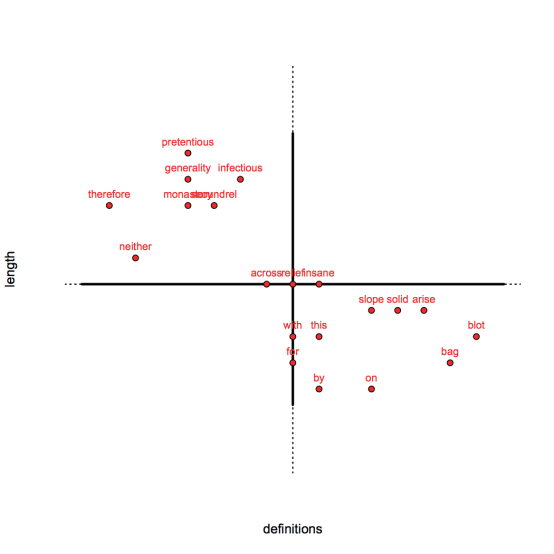 pretentious
generality infectious
therefore monastery scoundrel
neither
across relief insane
slope solid arise
with this blot
for bag
by on
length
definitions